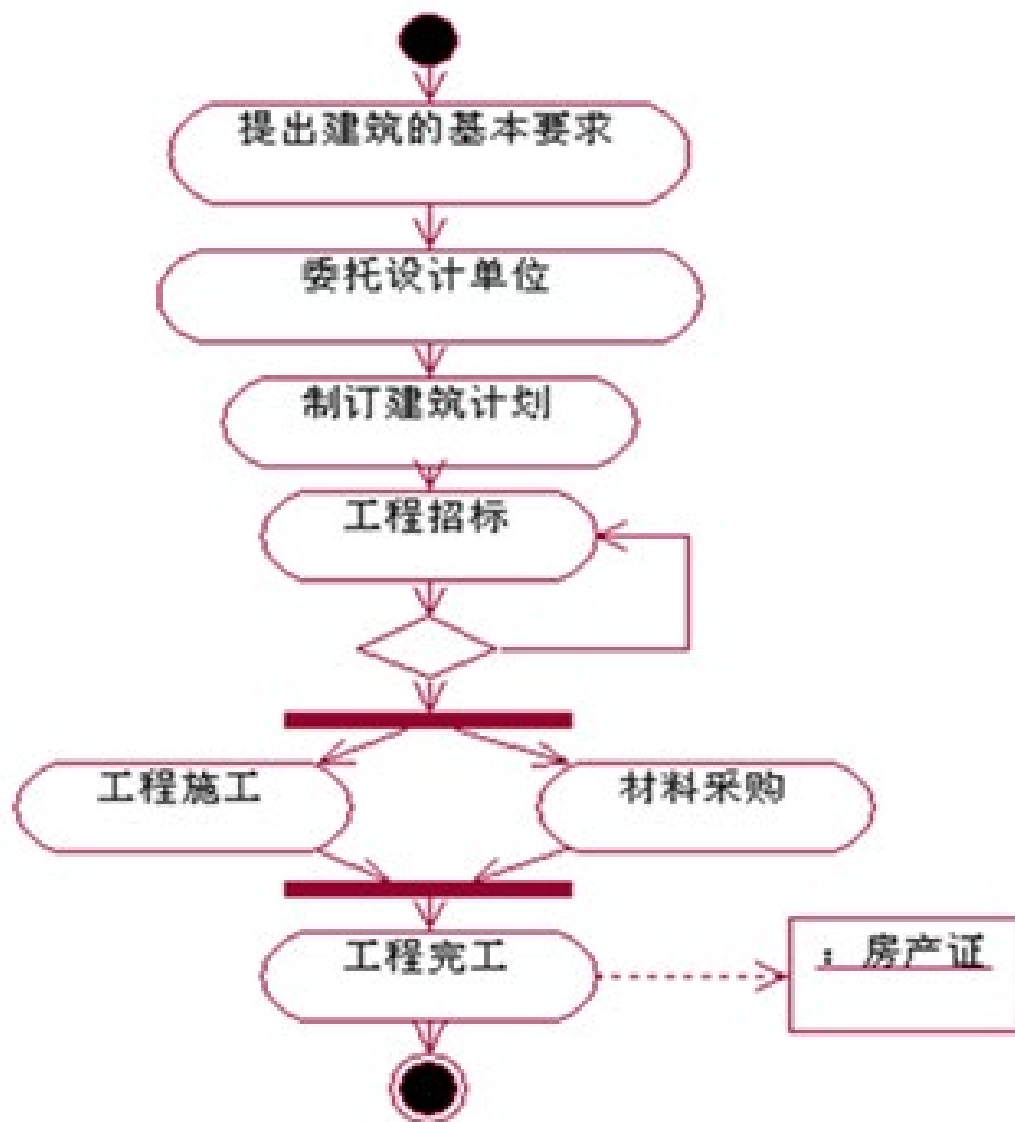 提出建筑的基本要求
委托设计单位
制订建筑计划
工程招标
工程施工
材料采购
工程完工
：房产证